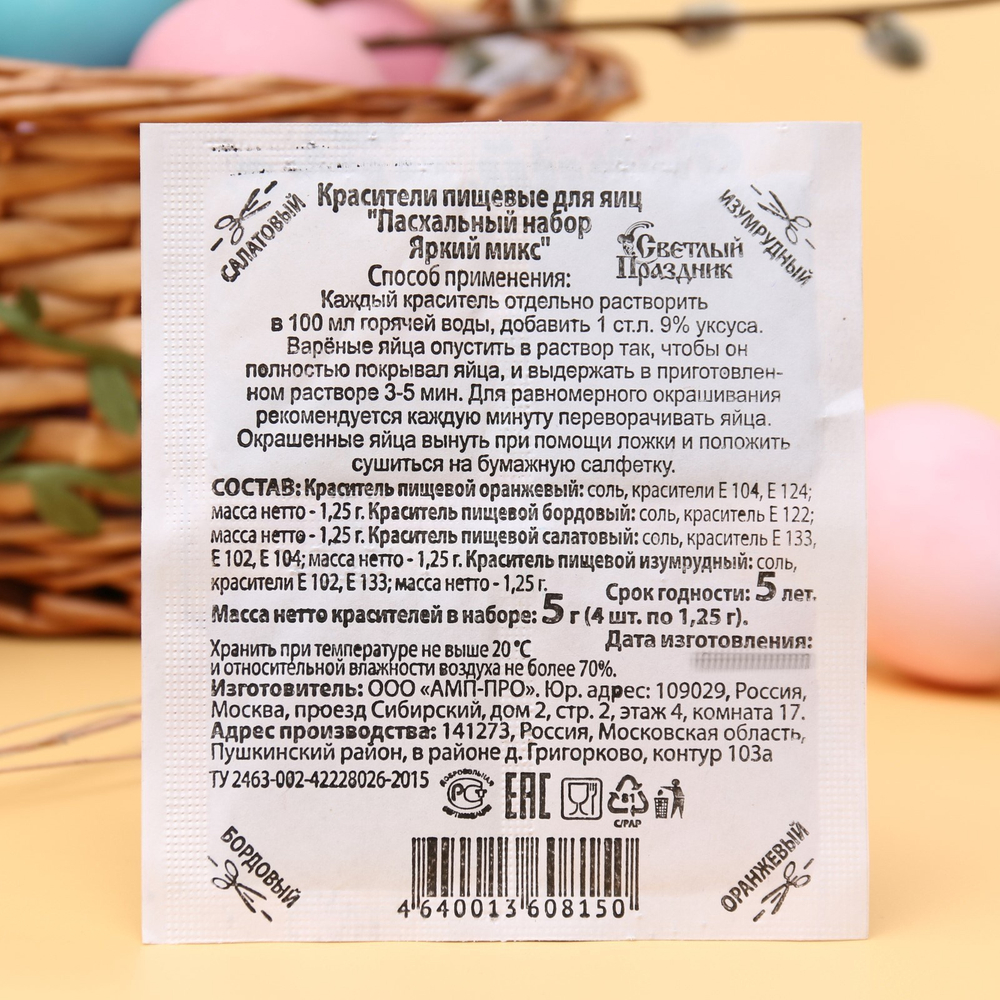 САЛАТОВЫЙ
ИЗУМРУДНЫЙ
Красители пищевые для яиц
"Пасхальный набор
Яркий микс"
Светлый
Праздник
Способ применения:
Каждый краситель отдельно растворить
в 100 мл горячей воды, добавить 1 ст.л. 9% уксуса.
Варёные яйца опустить в раствор так, чтобы он
полностью покрывал яйца, и выдержать в приготовлен-
ном растворе 3-5 мин. Для равномерного окрашивания
рекомендуется каждую минуту переворачивать яйца.
Окрашенные яйца вынуть при помощи ложки и положить
сушиться на бумажную салфетку.
СОСТАВ: Краситель пищевой оранжевый: соль, красители Е 104, Е 124;
масса нетто - 1,25 г. Краситель пищевой бордовый: соль, краситель Е 122;
масса нетто - 1,25 г. Краситель пищевой салатовый: соль, краситель Е 133,
Е 102, Е 104; масса нетто - 1,25 г. Краситель пищевой изумрудный: соль,
красители Е 102, Е 133; масса нетто - 1,25 г.
Срок годности: 5 лет.
Масса нетто красителей в наборе: 5 г (4 шт. по 1,25 г).
Дата изготовления:
Хранить при температуре не выше 20 °С
и относительной влажности воздуха не более 70%.
Изготовитель: ООО «АМП-ПРО». Юр. адрес: 109029, Россия,
Москва, проезд Сибирский, дом 2, стр. 2, этаж 4, комната 17.
Адрес производства: 141273, Россия, Московская область,
Пушкинский район, в районе д. Григорково, контур 103а
ТУ 2463-002-42228026-2015
ДОБРОВОЛЬНАЯ
РСТ
СЕРТИФИКАЦИЯ
EAC
81
C/PAP
БОРДОВЫЙ
ОРАНЖЕВЫЙ
4 640013 608150